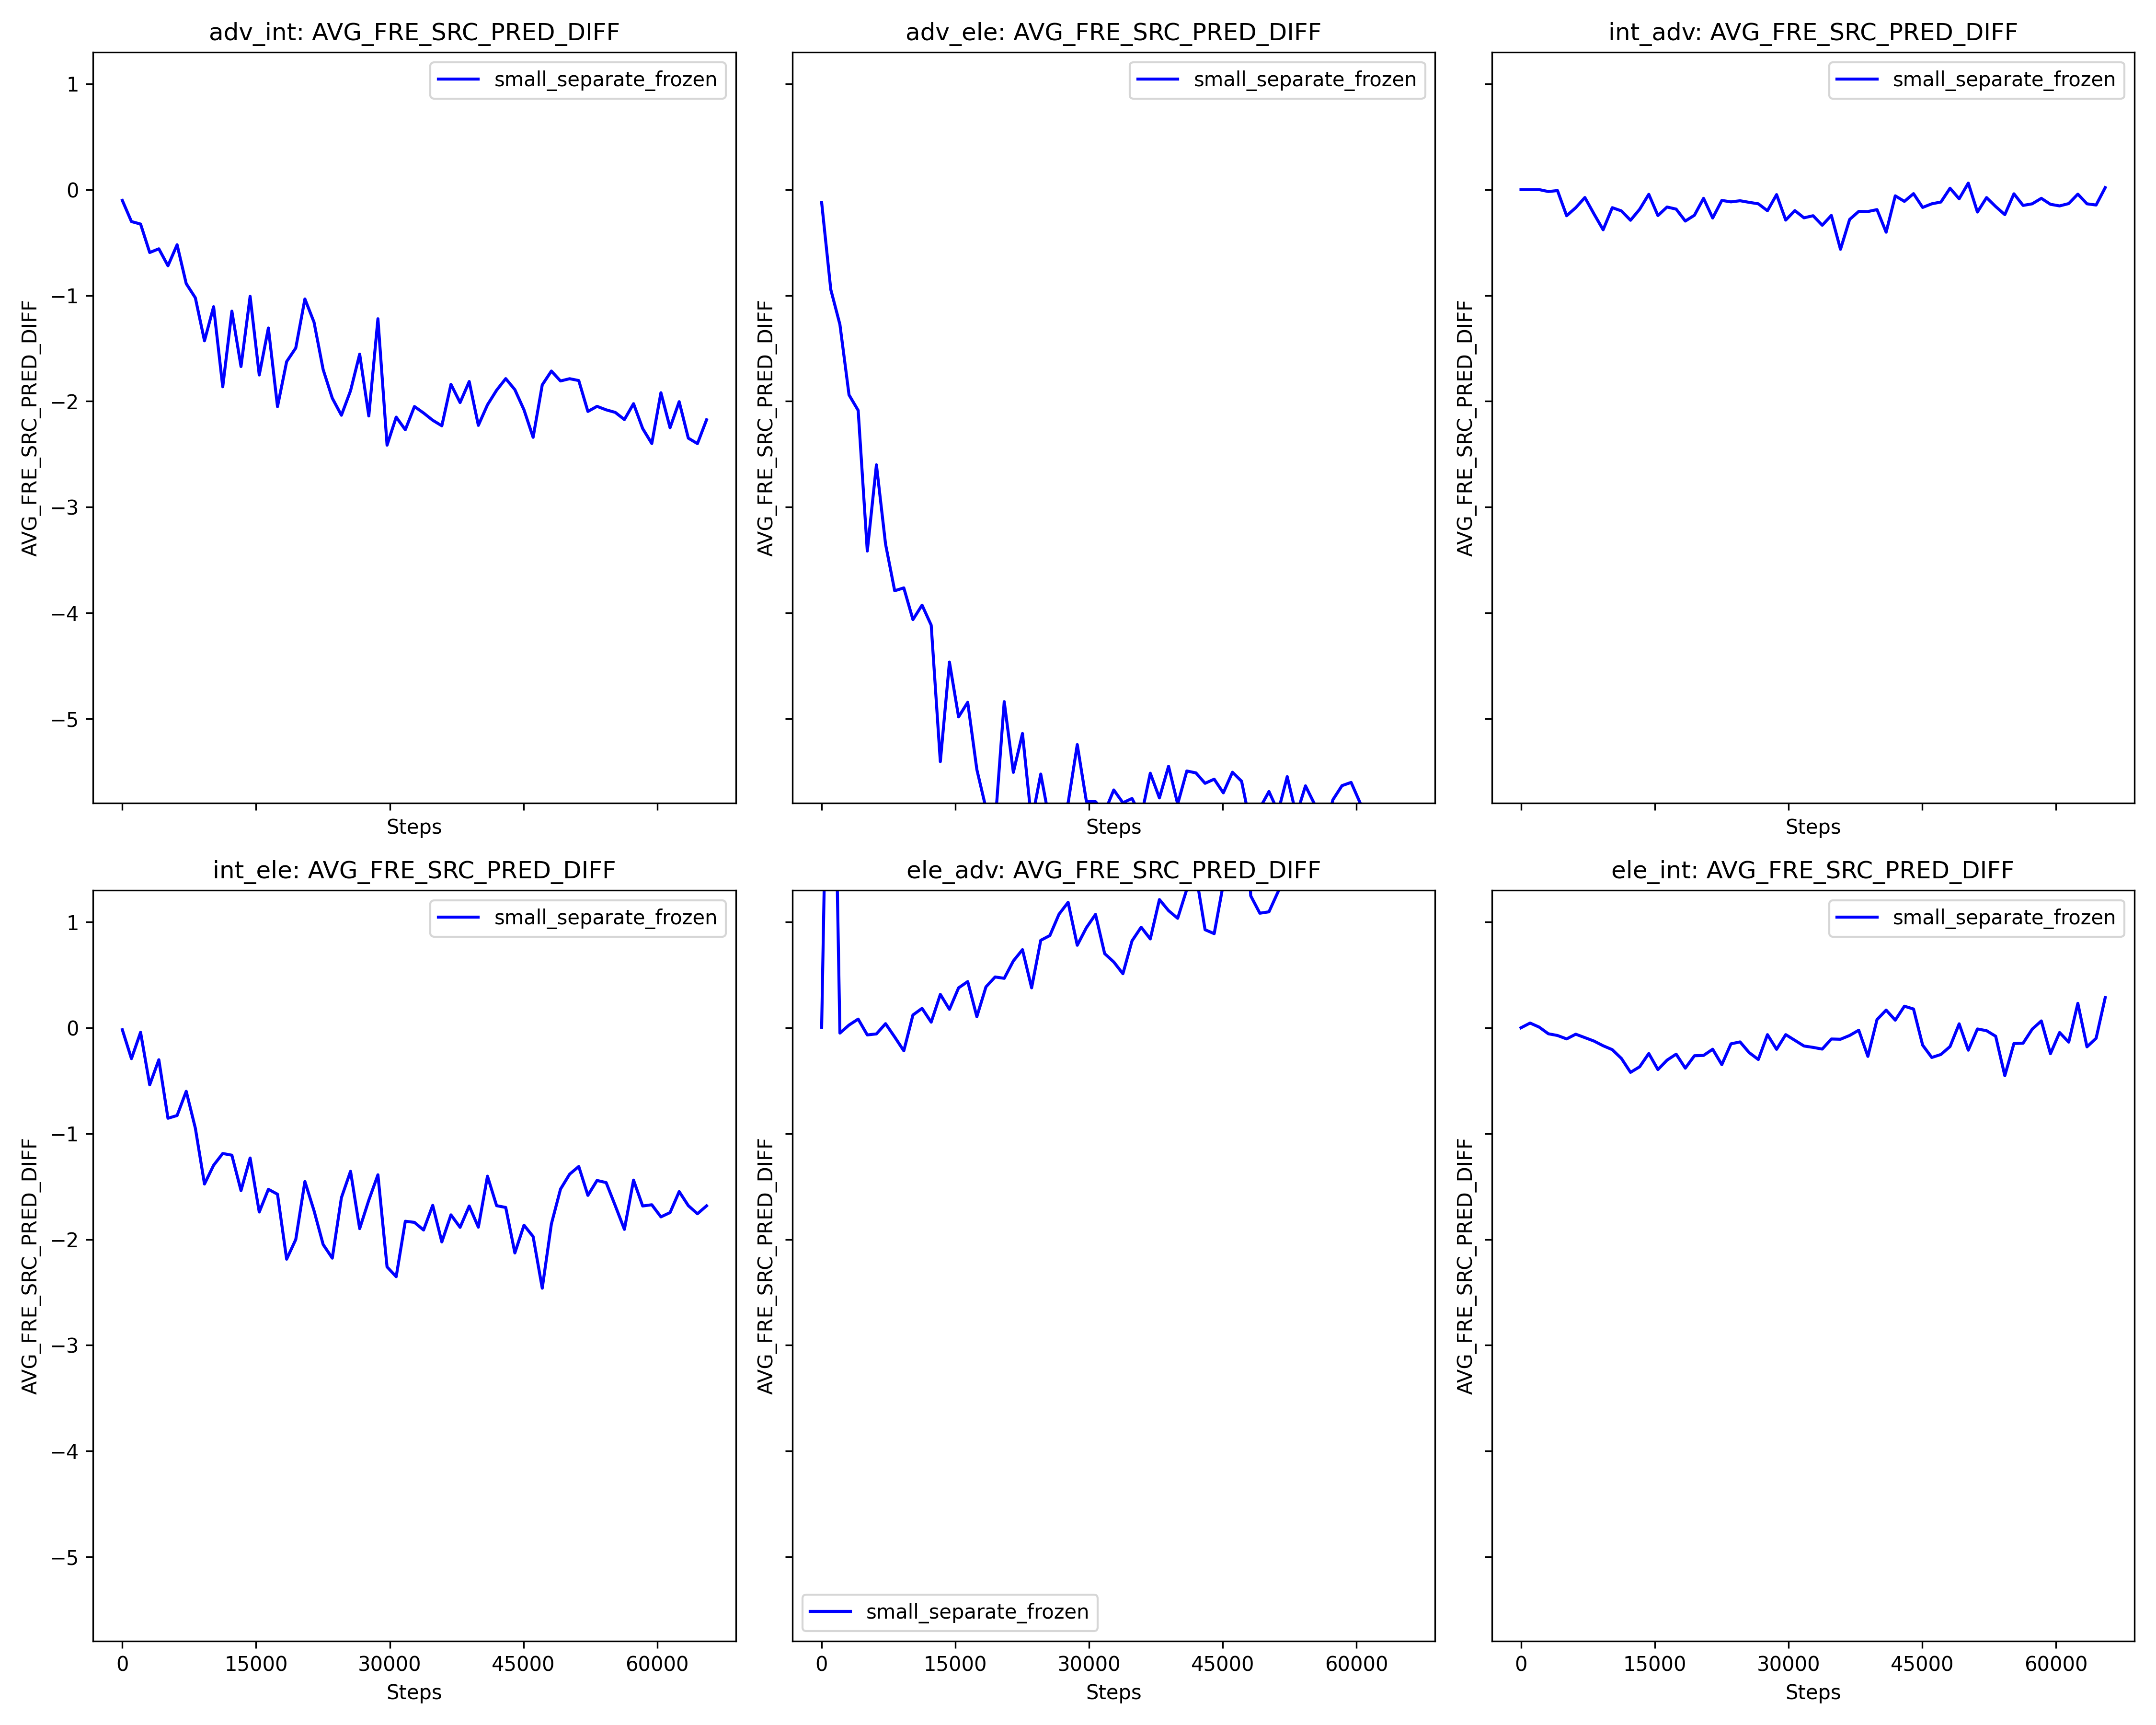 adv_int: AVG_FRE_SRC_PRED_DIFF
small_separate_frozen
1
0
−1
−2
−3
−4
−5
AVG_FRE_SRC_PRED_DIFF
Steps
adv_ele: AVG_FRE_SRC_PRED_DIFF
small_separate_frozen
AVG_FRE_SRC_PRED_DIFF
Steps
int_adv: AVG_FRE_SRC_PRED_DIFF
small_separate_frozen
AVG_FRE_SRC_PRED_DIFF
Steps
int_ele: AVG_FRE_SRC_PRED_DIFF
small_separate_frozen
1
0
−1
−2
−3
−4
−5
AVG_FRE_SRC_PRED_DIFF
0 15000 30000 45000 60000
Steps
ele_adv: AVG_FRE_SRC_PRED_DIFF
AVG_FRE_SRC_PRED_DIFF
small_separate_frozen
0 15000 30000 45000 60000
Steps
ele_int: AVG_FRE_SRC_PRED_DIFF
small_separate_frozen
AVG_FRE_SRC_PRED_DIFF
0 15000 30000 45000 60000
Steps